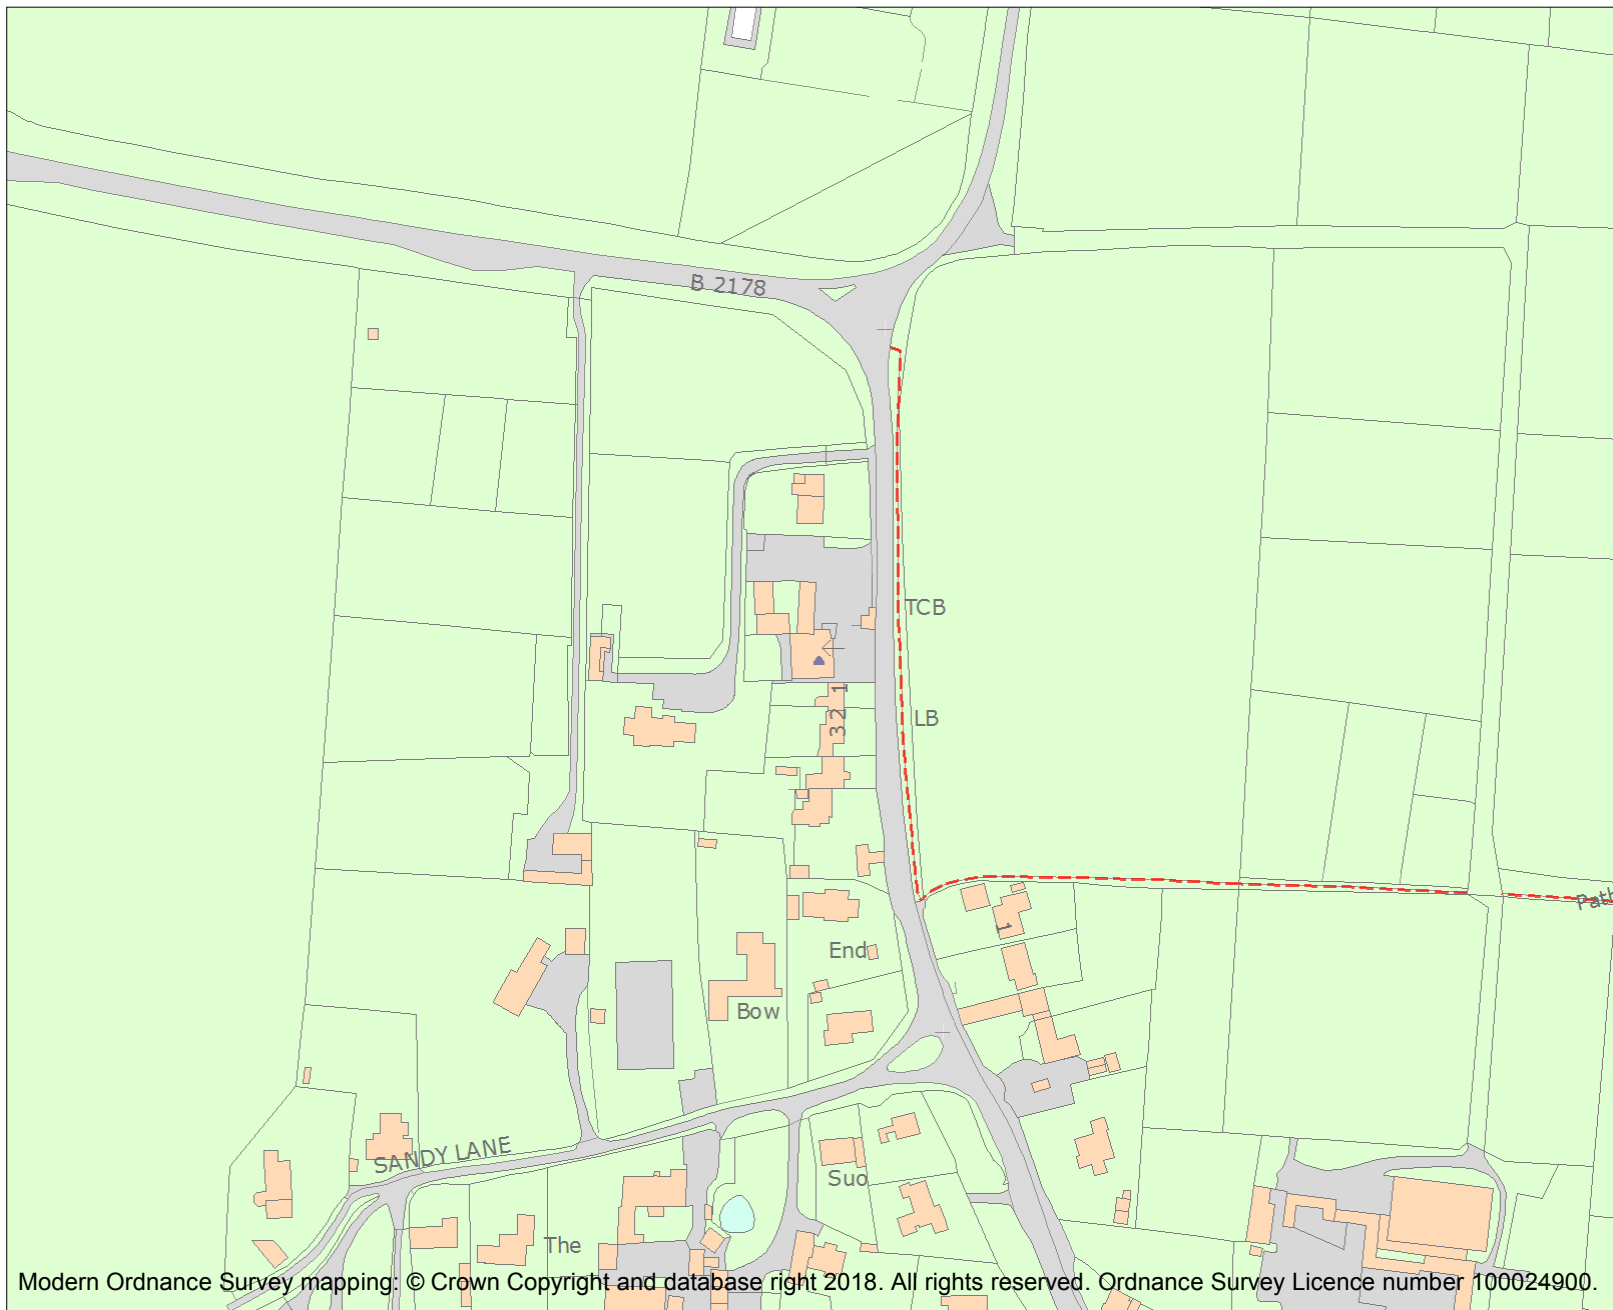 B 2178
TCB
LB
3 2 1
Path
1
End
Bow
SANDY LANE
Suo
The
Modern Ordnance Survey mapping: © Crown Copyright and database right 2018. All rights reserved. Ordnance Survey Licence number 100024900.